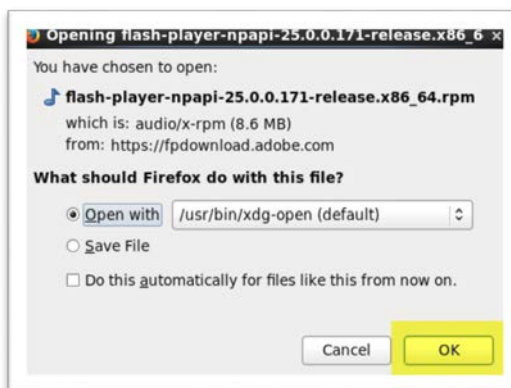 Opening flash-player-npapi-25.0.0.171-release.x86_6 ×
You have chosen to open:
flash-player-npapi-25.0.0.171-release.x86_64.rpm
which is: audio/x-rpm (8.6 MB)
from: https://fpdownload.adobe.com
What should Firefox do with this file?
Open with /usr/bin/xdg-open (default)
Save File
Do this automatically for files like this from now on.
Cancel OK